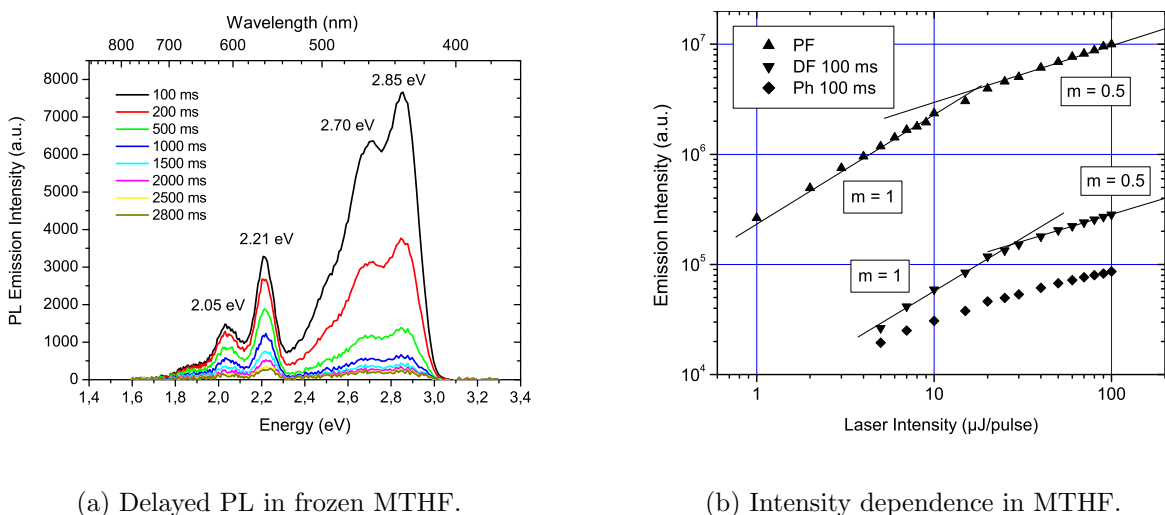 Wavelength (nm)
800 700 600 500 400
PL Emission Intensity (a.u.)
8000
7000
6000
5000
4000
3000
2000
1000
0
100 ms
200 ms
500 ms
1000 ms
1500 ms
2000 ms
2500 ms
2800 ms
2.85 eV
2.70 eV
2.21 eV
2.05 eV
1,4 1,6 1,8 2,0 2,2 2,4 2,6 2,8 3,0 3,2 3,4
Energy (eV)
(a) Delayed PL in frozen MTHF.
Emission Intensity (a.u.)
10⁷
10⁶
10⁵
10⁴
PF
DF 100 ms
Ph 100 ms
m = 0.5
m = 1
m = 0.5
m = 1
1 10 100
Laser Intensity (µJ/pulse)
(b) Intensity dependence in MTHF.